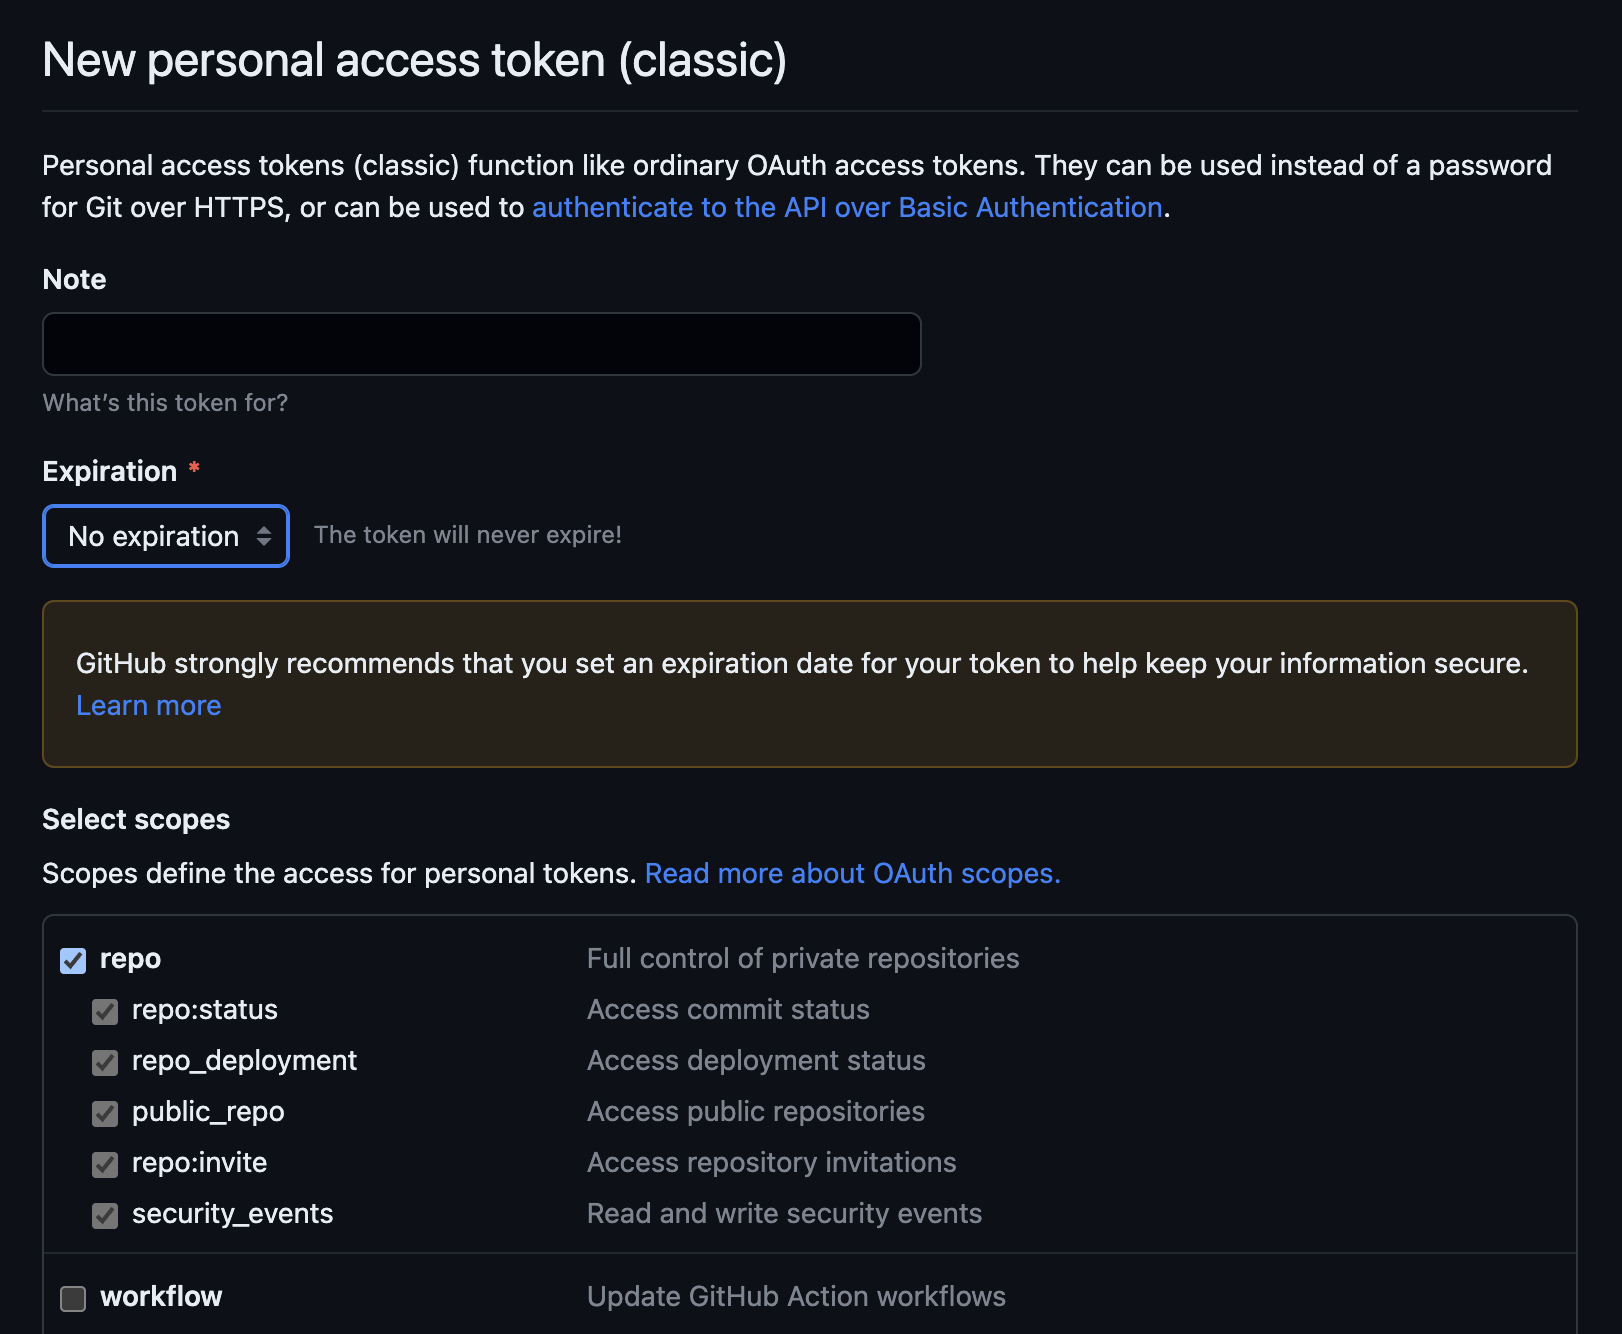 New personal access token (classic)
Personal access tokens (classic) function like ordinary OAuth access tokens. They can be used instead of a password
for Git over HTTPS, or can be used to authenticate to the API over Basic Authentication.
Note
What's this token for?
Expiration *
No expiration
The token will never expire!
GitHub strongly recommends that you set an expiration date for your token to help keep your information secure.
Learn more
Select scopes
Scopes define the access for personal tokens. Read more about OAuth scopes.
repo Full control of private repositories
repo:status Access commit status
repo_deployment Access deployment status
public_repo Access public repositories
repo:invite Access repository invitations
security_events Read and write security events
workflow Update GitHub Action workflows